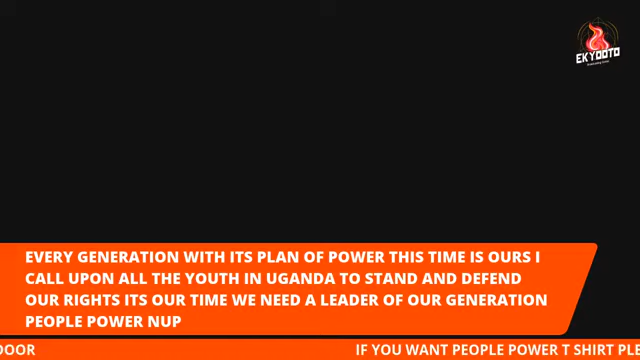 EKYOOTO
EVERY GENERATION WITH ITS PLAN OF POWER THIS TIME IS OURS I
CALL UPON ALL THE YOUTH IN UGANDA TO STAND AND DEFEND
OUR RIGHTS ITS OUR TIME WE NEED A LEADER OF OUR GENERATION
PEOPLE POWER NUP
DOOR IF YOU WANT PEOPLE POWER T SHIRT PLE